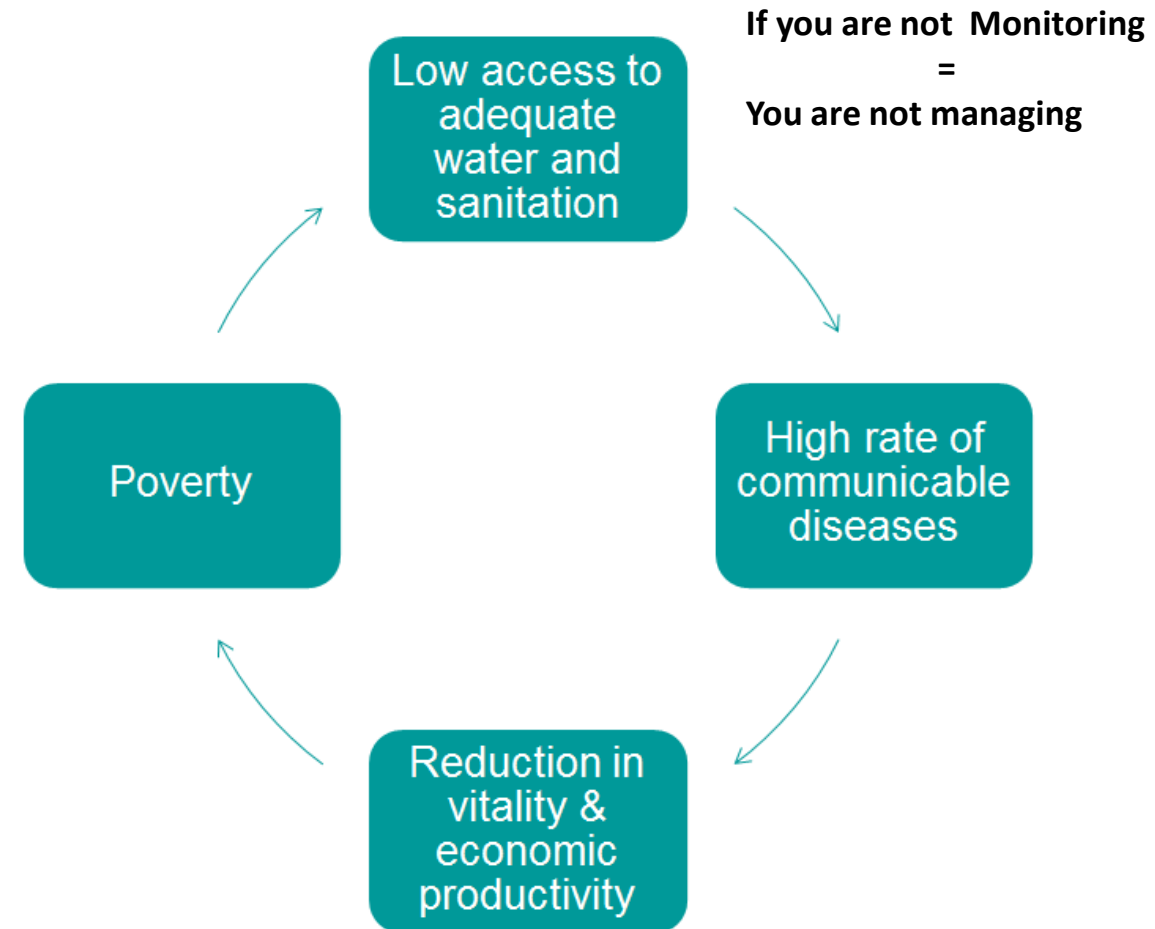 If you are not  Monitoring
=
You are not managing
Low access to
adequate
water and
sanitation
High rate of
communicable
diseases
Reduction in
vitality &
economic
productivity
Poverty